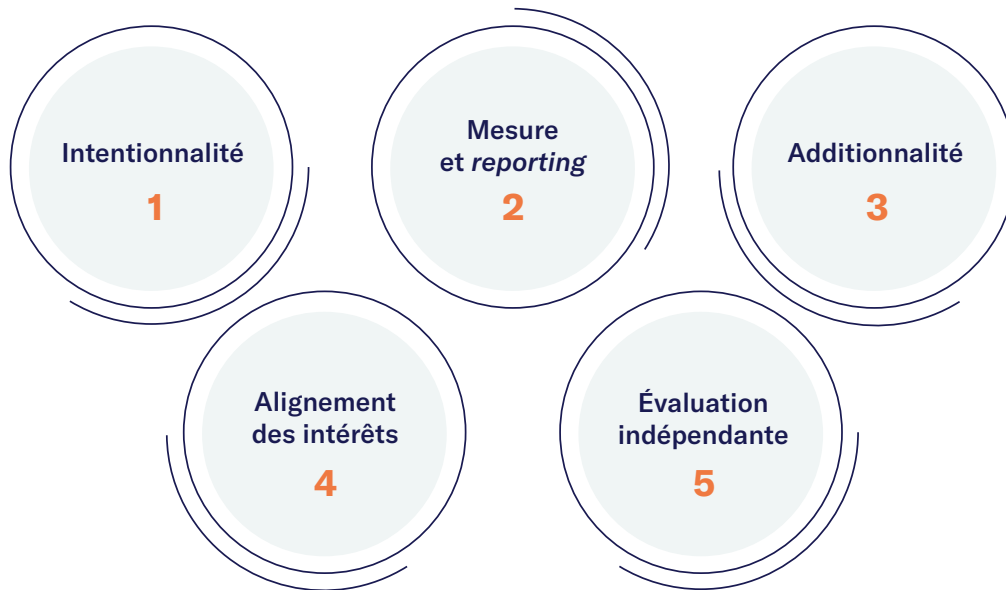 Intentionnalité
1
Mesure
et reporting
2
Additionnalité
3
Alignement
des intérêts
4
Évaluation
indépendante
5